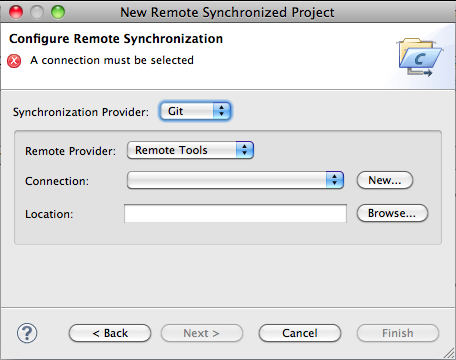 New Remote Synchronized Project
Configure Remote Synchronization
A connection must be selected
C
Synchronization Provider: Git
Remote Provider: Remote Tools
Connection: New...
Location: Browse...
? < Back Next > Cancel Finish